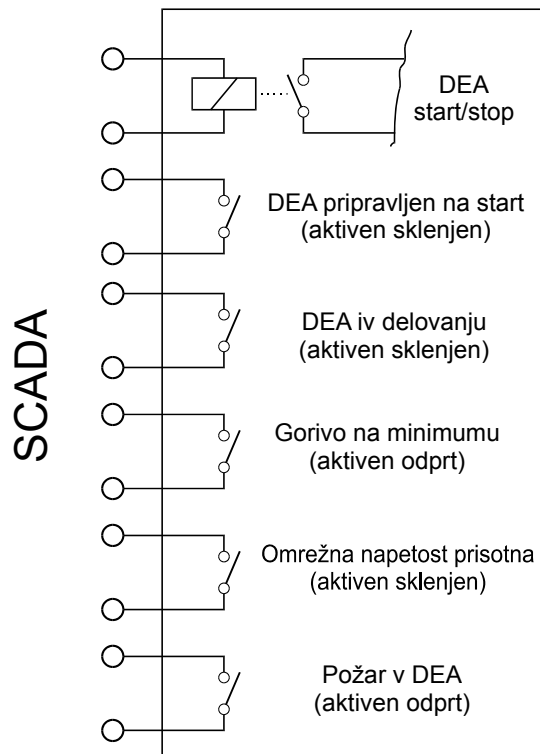 SCADA
DEA
start/stop
DEA pripravljen na start
(aktiven sklenjen)
DEA iv delovanju
(aktiven sklenjen)
Gorivo na minimumu
(aktiven odprt)
Omrežna napetost prisotna
(aktiven sklenjen)
Požar v DEA
(aktiven odprt)